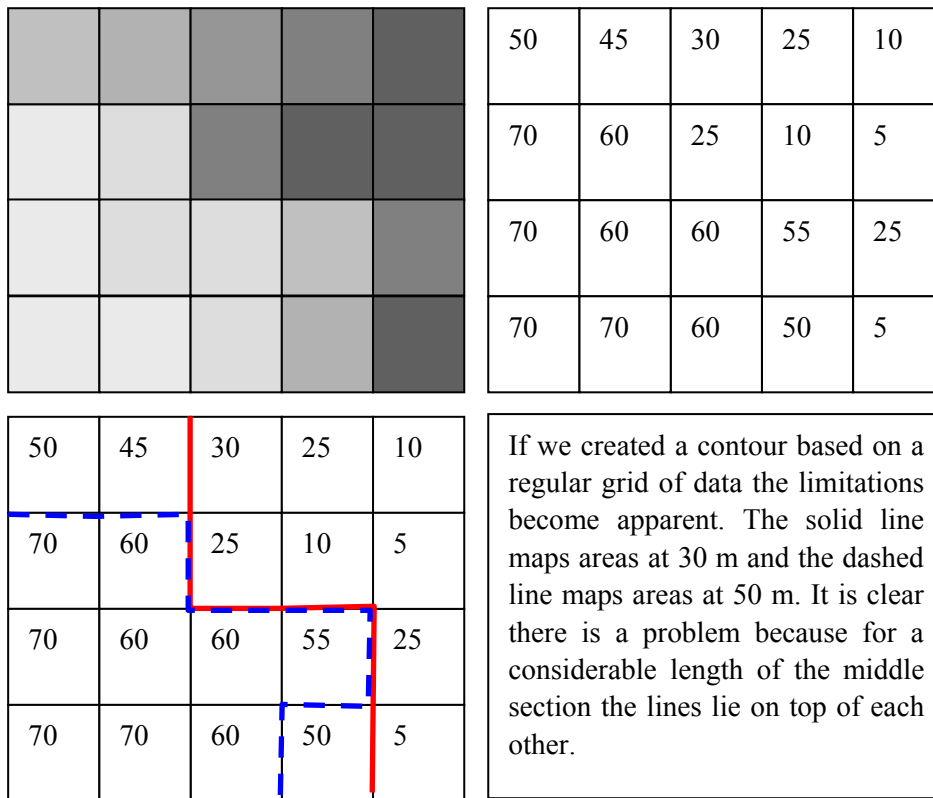 50 45 30 25 10
70 60 25 10 5
70 60 60 55 25
70 70 60 50 5
50 45 30 25 10
70 60 25 10 5
70 60 60 55 25
70 70 60 50 5
If we created a contour based on a
regular grid of data the limitations
become apparent. The solid line
maps areas at 30 m and the dashed
line maps areas at 50 m. It is clear
there is a problem because for a
considerable length of the middle
section the lines lie on top of each
other.